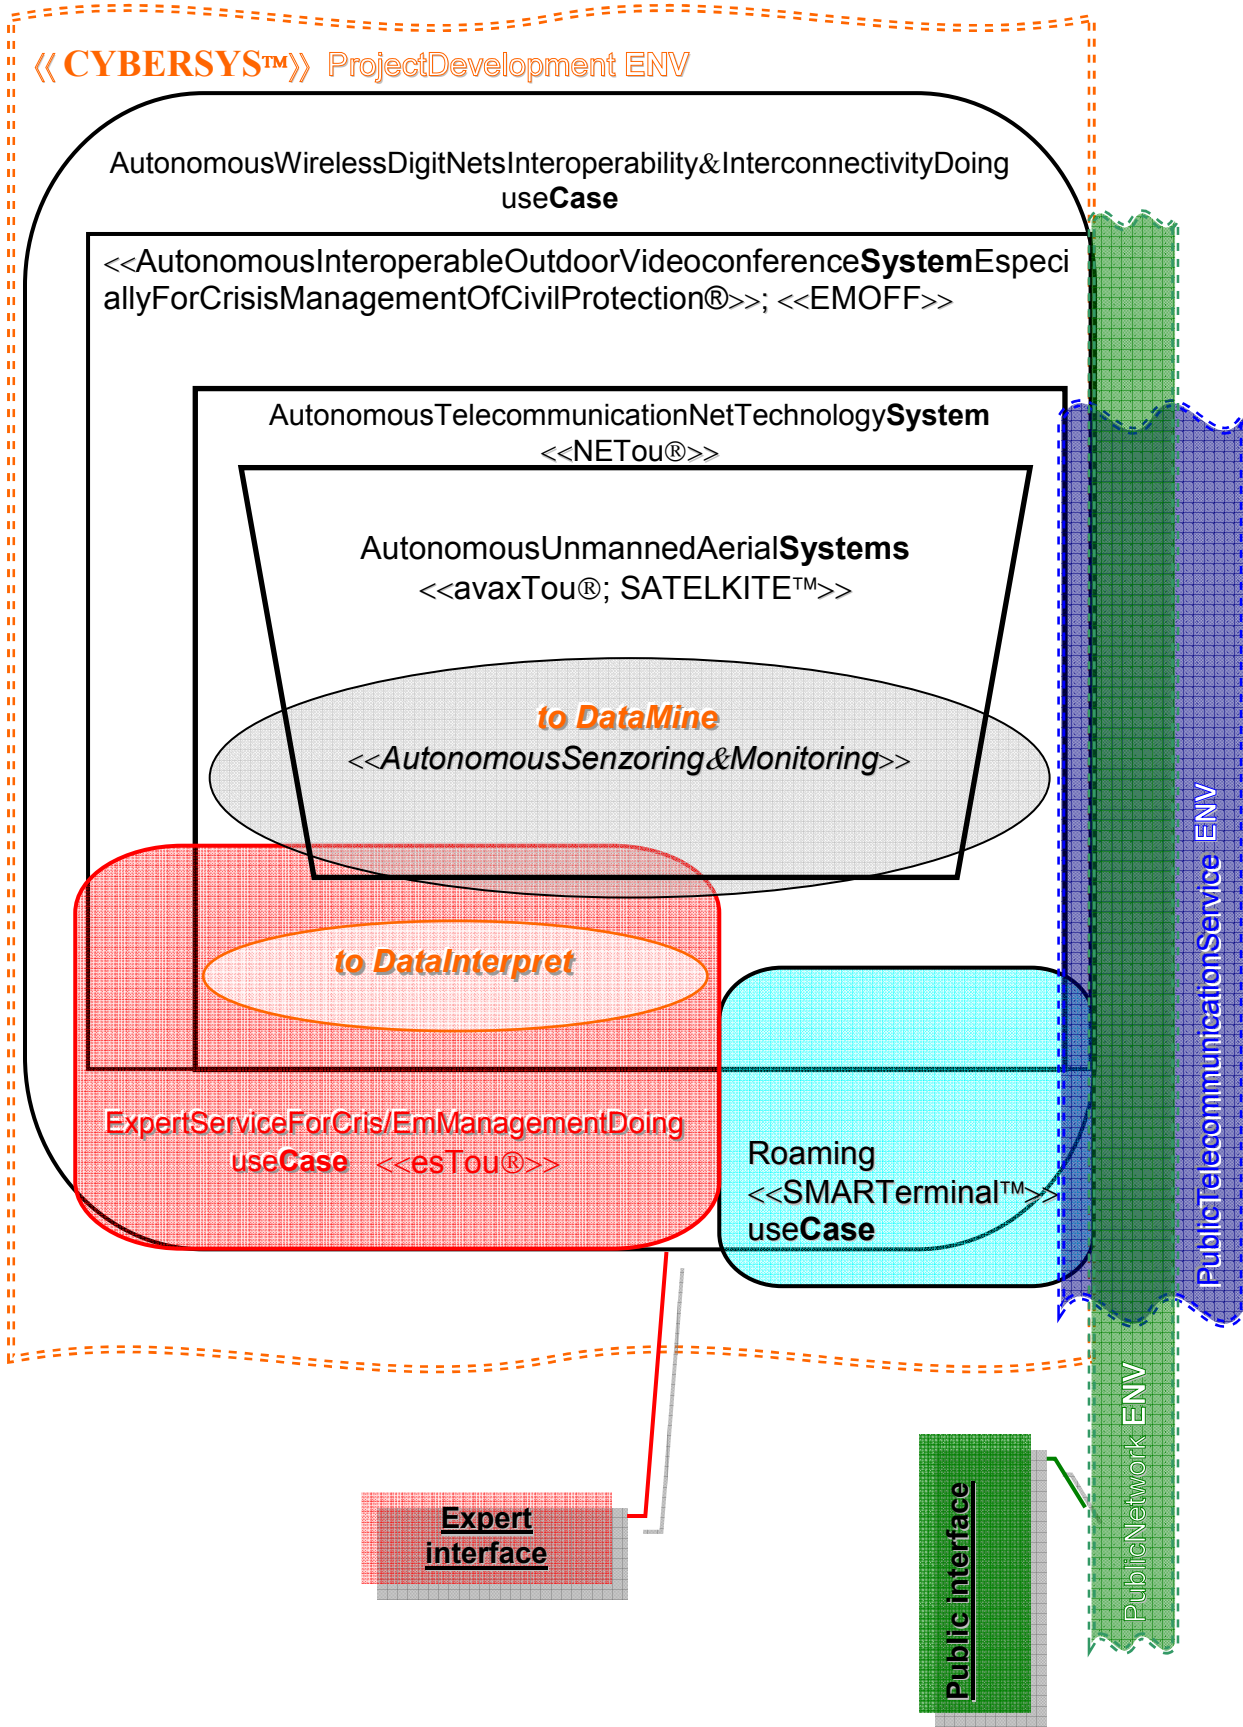 ⟪ CYBERSYS™⟫ ProjectDevelopment ENV
AutonomousWirelessDigitNetsInteroperability&InterconnectivityDoing
useCase
<<AutonomousInteroperableOutdoorVideoconferenceSystemEspeci
allyForCrisisManagementOfCivilProtection®>>; <<EMOFF>>
AutonomousTelecommunicationNetTechnologySystem
<<NETou®>>
AutonomousUnmannedAerialSystems
<<avaxTou®; SATELKITE™>>
to DataMine
<<AutonomousSenzoring&Monitoring>>
to DataInterpret
ExpertServiceForCris/EmManagementDoing
useCase <<esTou®>>
Roaming
<<SMARTerminal™>>
useCase
PublicTelecommunicationService ENV
PublicNetwork ENV
Expert
interface
Public interface